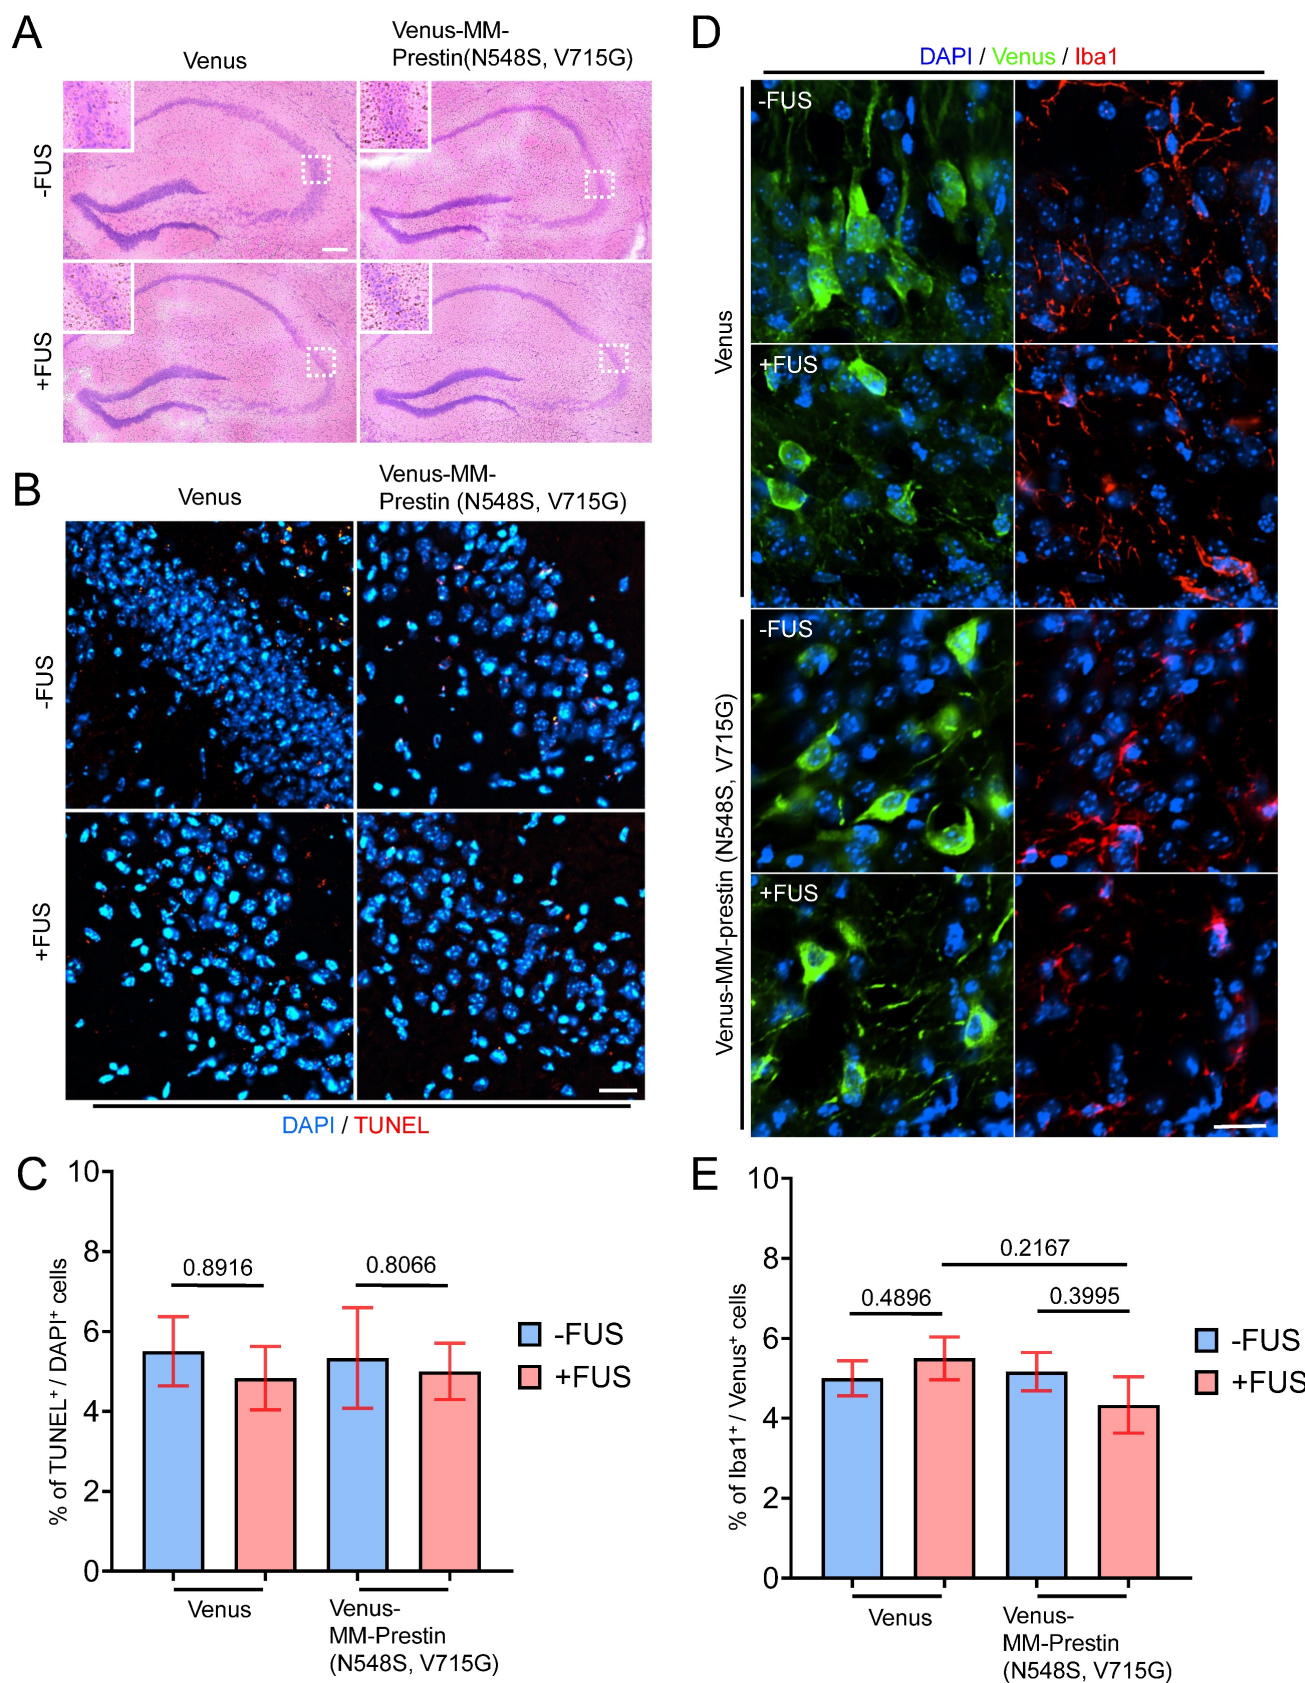 A
Venus
Venus-MM-
Prestin(N548S, V715G)
-FUS
+FUS
B
Venus
Venus-MM-
Prestin (N548S, V715G)
-FUS
+FUS
DAPI / TUNEL
C
10
8
6
4
2
0
% of TUNEL⁺ / DAPI⁺ cells
0.8916
0.8066
-FUS
+FUS
Venus
Venus-
MM-Prestin
(N548S, V715G)
D
DAPI / Venus / Iba1
Venus
-FUS
+FUS
Venus-MM-prestin (N548S, V715G)
-FUS
+FUS
E
10
8
6
4
2
0
% of Iba1⁺ / Venus⁺ cells
0.4896
0.2167
0.3995
-FUS
+FUS
Venus
Venus-
MM-Prestin
(N548S, V715G)